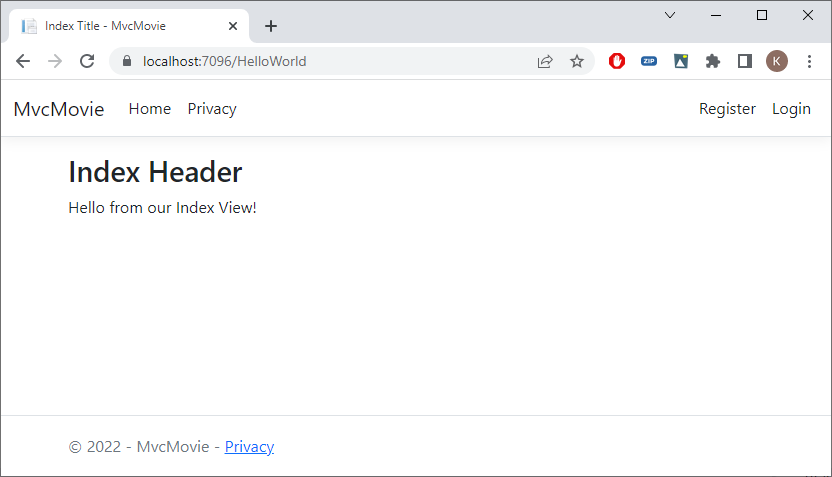 Index Title - MvcMovie
localhost:7096/HelloWorld
ZIP
K
MvcMovie Home Privacy Register Login
Index Header
Hello from our Index View!
© 2022 - MvcMovie - Privacy